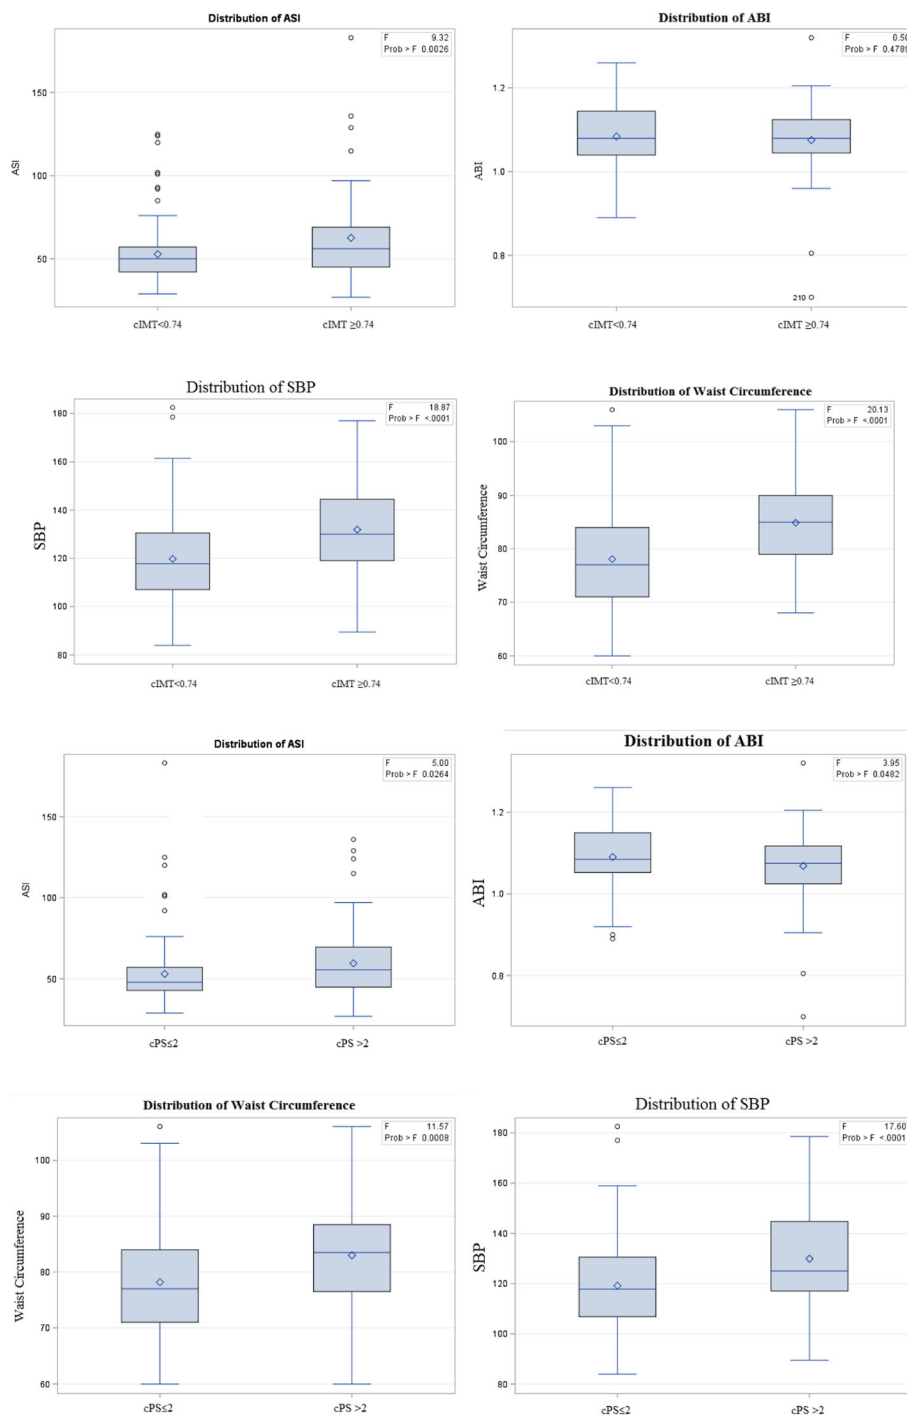 Distribution of ASI
F 9.32
Prob > F 0.0026
150
100
50
ASI
cIMT<0.74
cIMT ≥0.74
Distribution of ABI
F 0.50
Prob > F 0.4789
1.2
1.0
0.8
ABI
210
cIMT<0.74
cIMT ≥0.74
Distribution of SBP
F 18.87
Prob > F <.0001
180
160
140
120
100
80
SBP
cIMT<0.74
cIMT ≥0.74
Distribution of Waist Circumference
F 20.13
Prob > F <.0001
100
90
80
70
60
Waist Circumference
cIMT<0.74
cIMT ≥0.74
Distribution of ASI
F 5.00
Prob > F 0.0264
150
100
50
ASI
cPS≤2
cPS >2
Distribution of ABI
F 3.95
Prob > F 0.0482
1.2
1.0
0.8
ABI
cPS≤2
cPS >2
Distribution of Waist Circumference
F 11.57
Prob > F 0.0008
100
90
80
70
60
Waist Circumference
cPS≤2
cPS >2
Distribution of SBP
F 17.60
Prob > F <.0001
180
160
140
120
100
80
SBP
cPS≤2
cPS >2